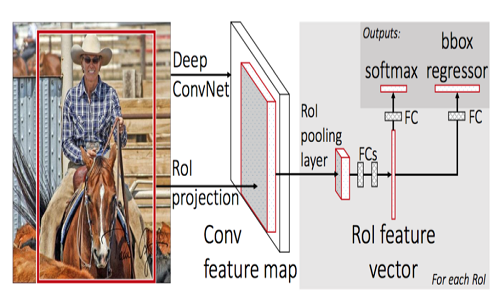 Deep
ConvNet
RoI
projection
Conv
feature map
RoI
pooling
layer
FCs
RoI feature
vector
Outputs:
softmax
bbox
regressor
FC
FC
For each RoI